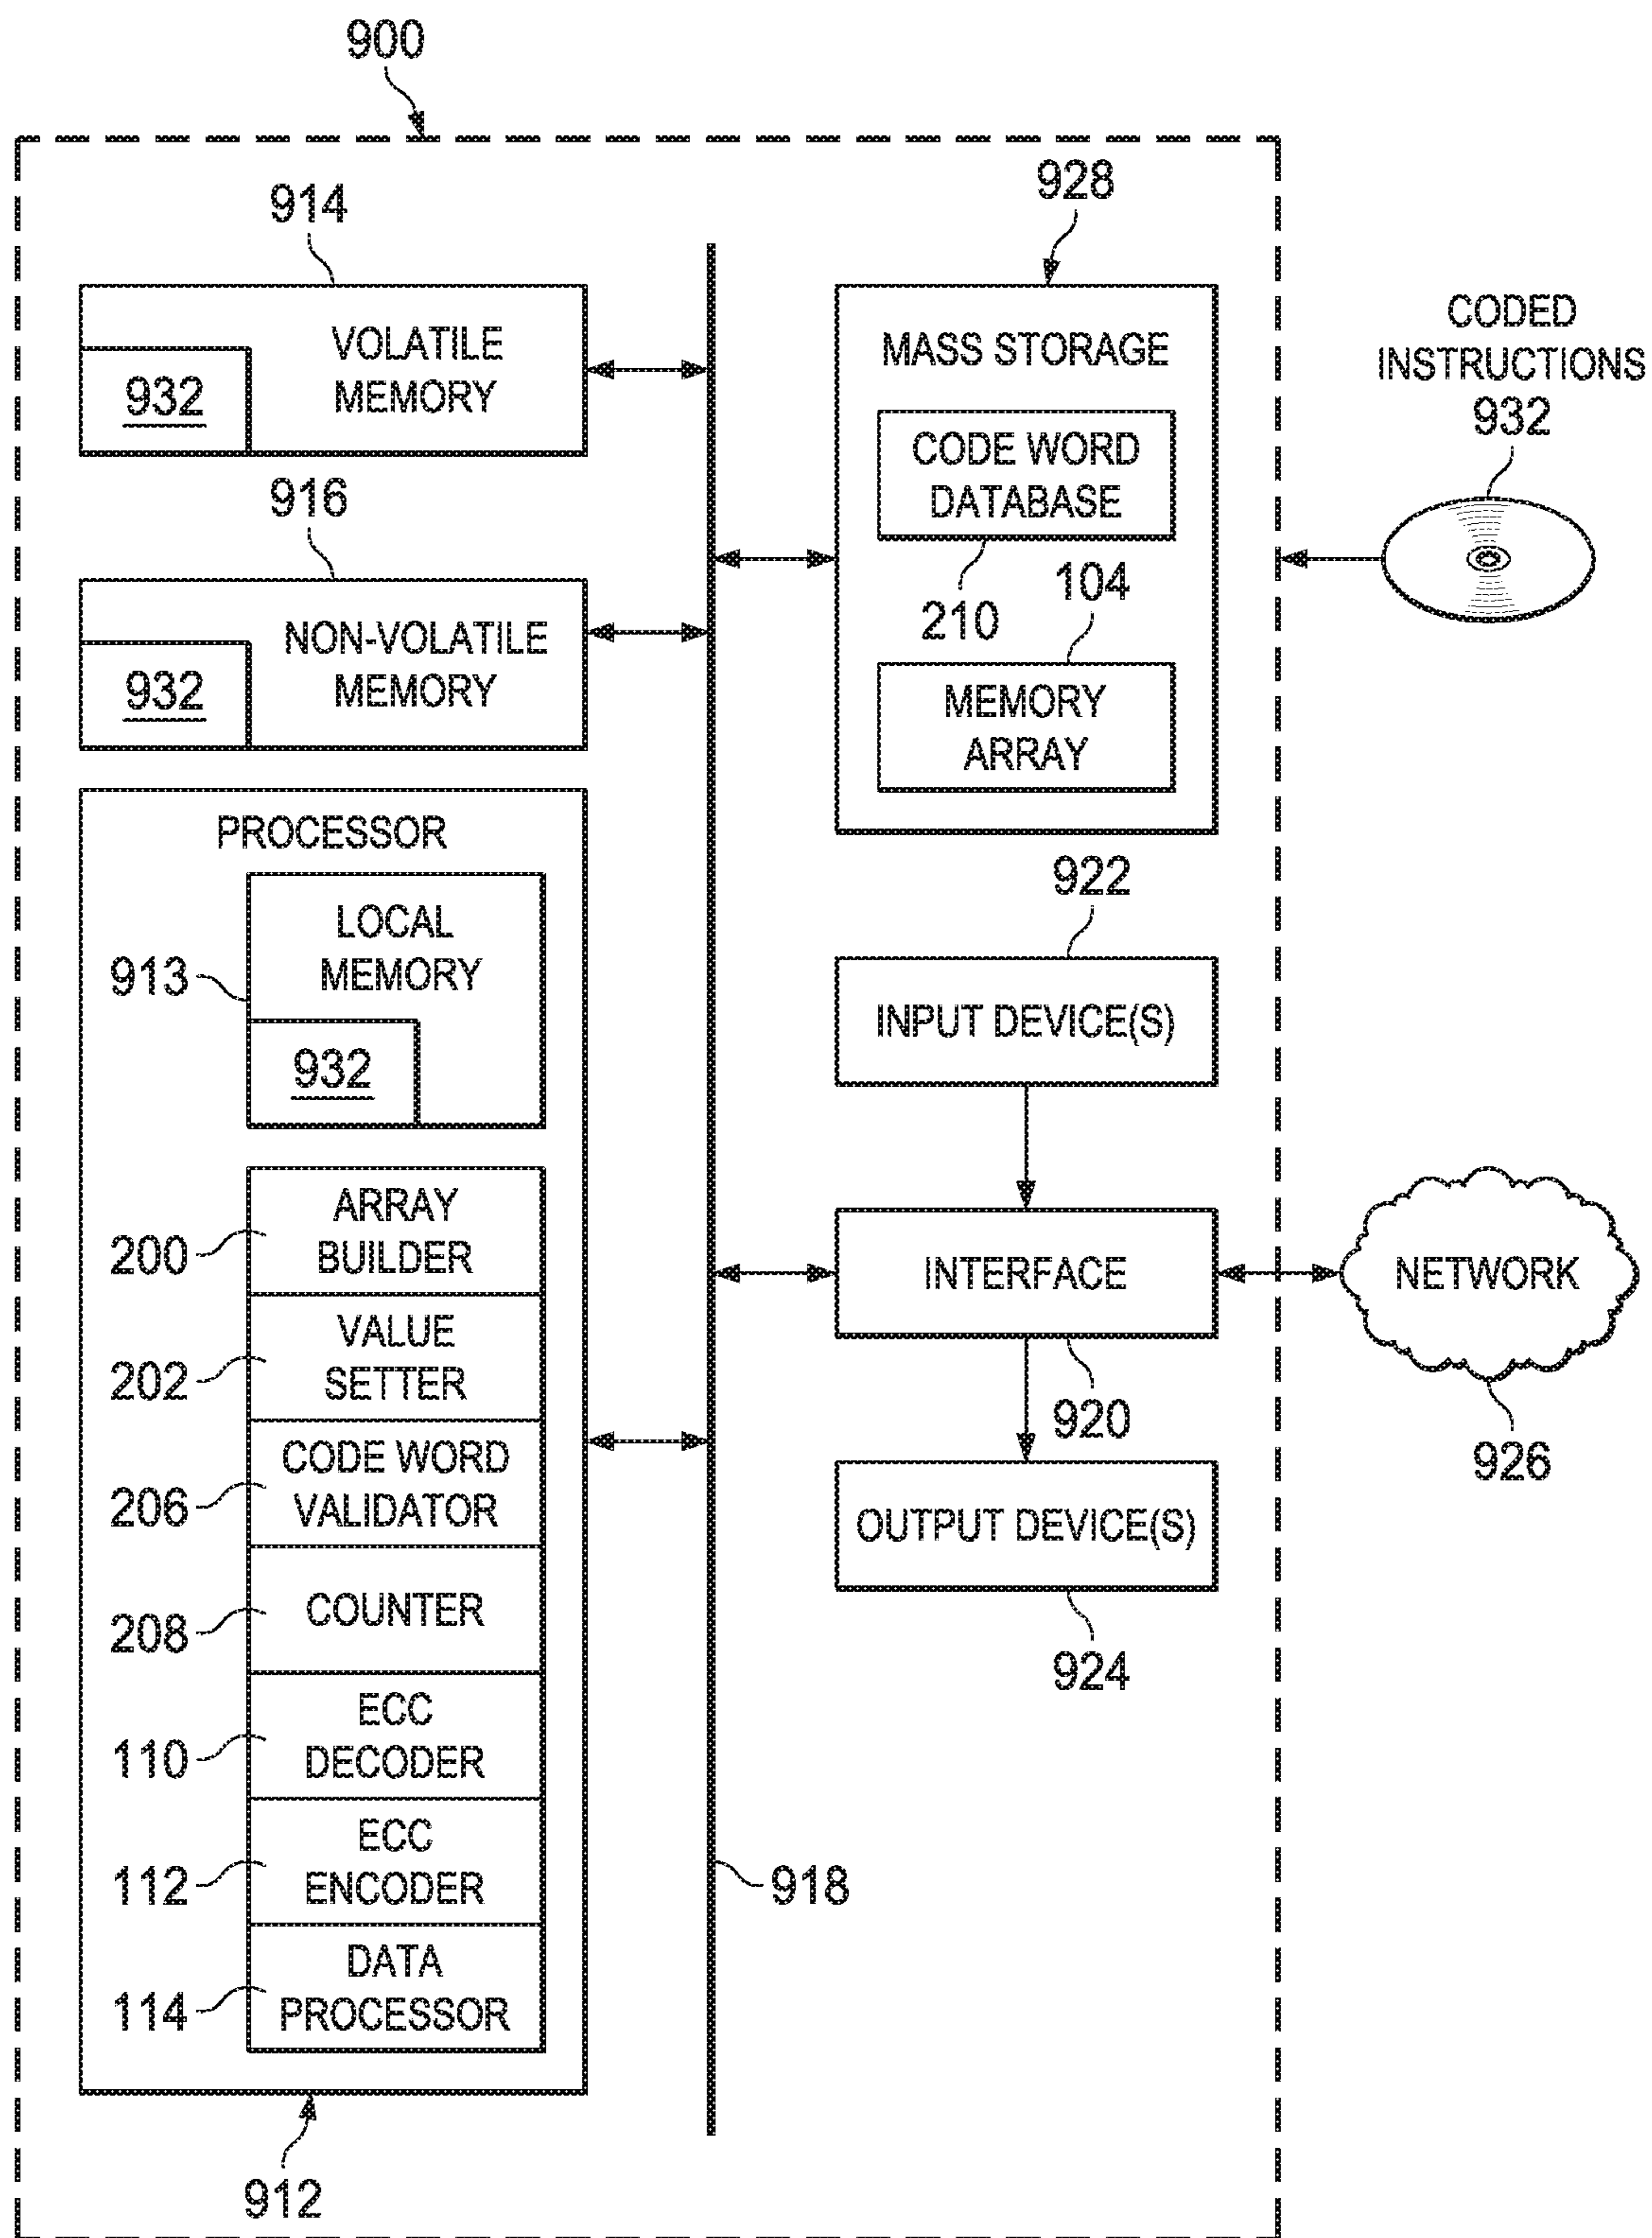 900
914
VOLATILE
MEMORY
932
916
NON-VOLATILE
MEMORY
932
PROCESSOR
LOCAL
MEMORY
913
932
ARRAY
BUILDER
200
VALUE
SETTER
202
CODE WORD
VALIDATOR
206
COUNTER
208
ECC
DECODER
110
ECC
ENCODER
112
DATA
PROCESSOR
114
912
918
928
MASS STORAGE
CODE WORD
DATABASE
210
104
MEMORY
ARRAY
922
INPUT DEVICE(S)
INTERFACE
920
OUTPUT DEVICE(S)
924
CODED
INSTRUCTIONS
932
NETWORK
926